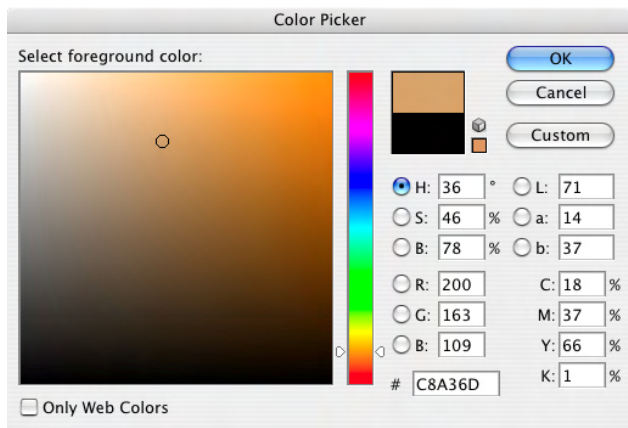 Color Picker
Select foreground color:
OK
Cancel
Custom
H: 36 ° L: 71
S: 46 % a: 14
B: 78 % b: 37
R: 200 C: 18 %
G: 163 M: 37 %
B: 109 Y: 66 %
# C8A36D K: 1 %
Only Web Colors